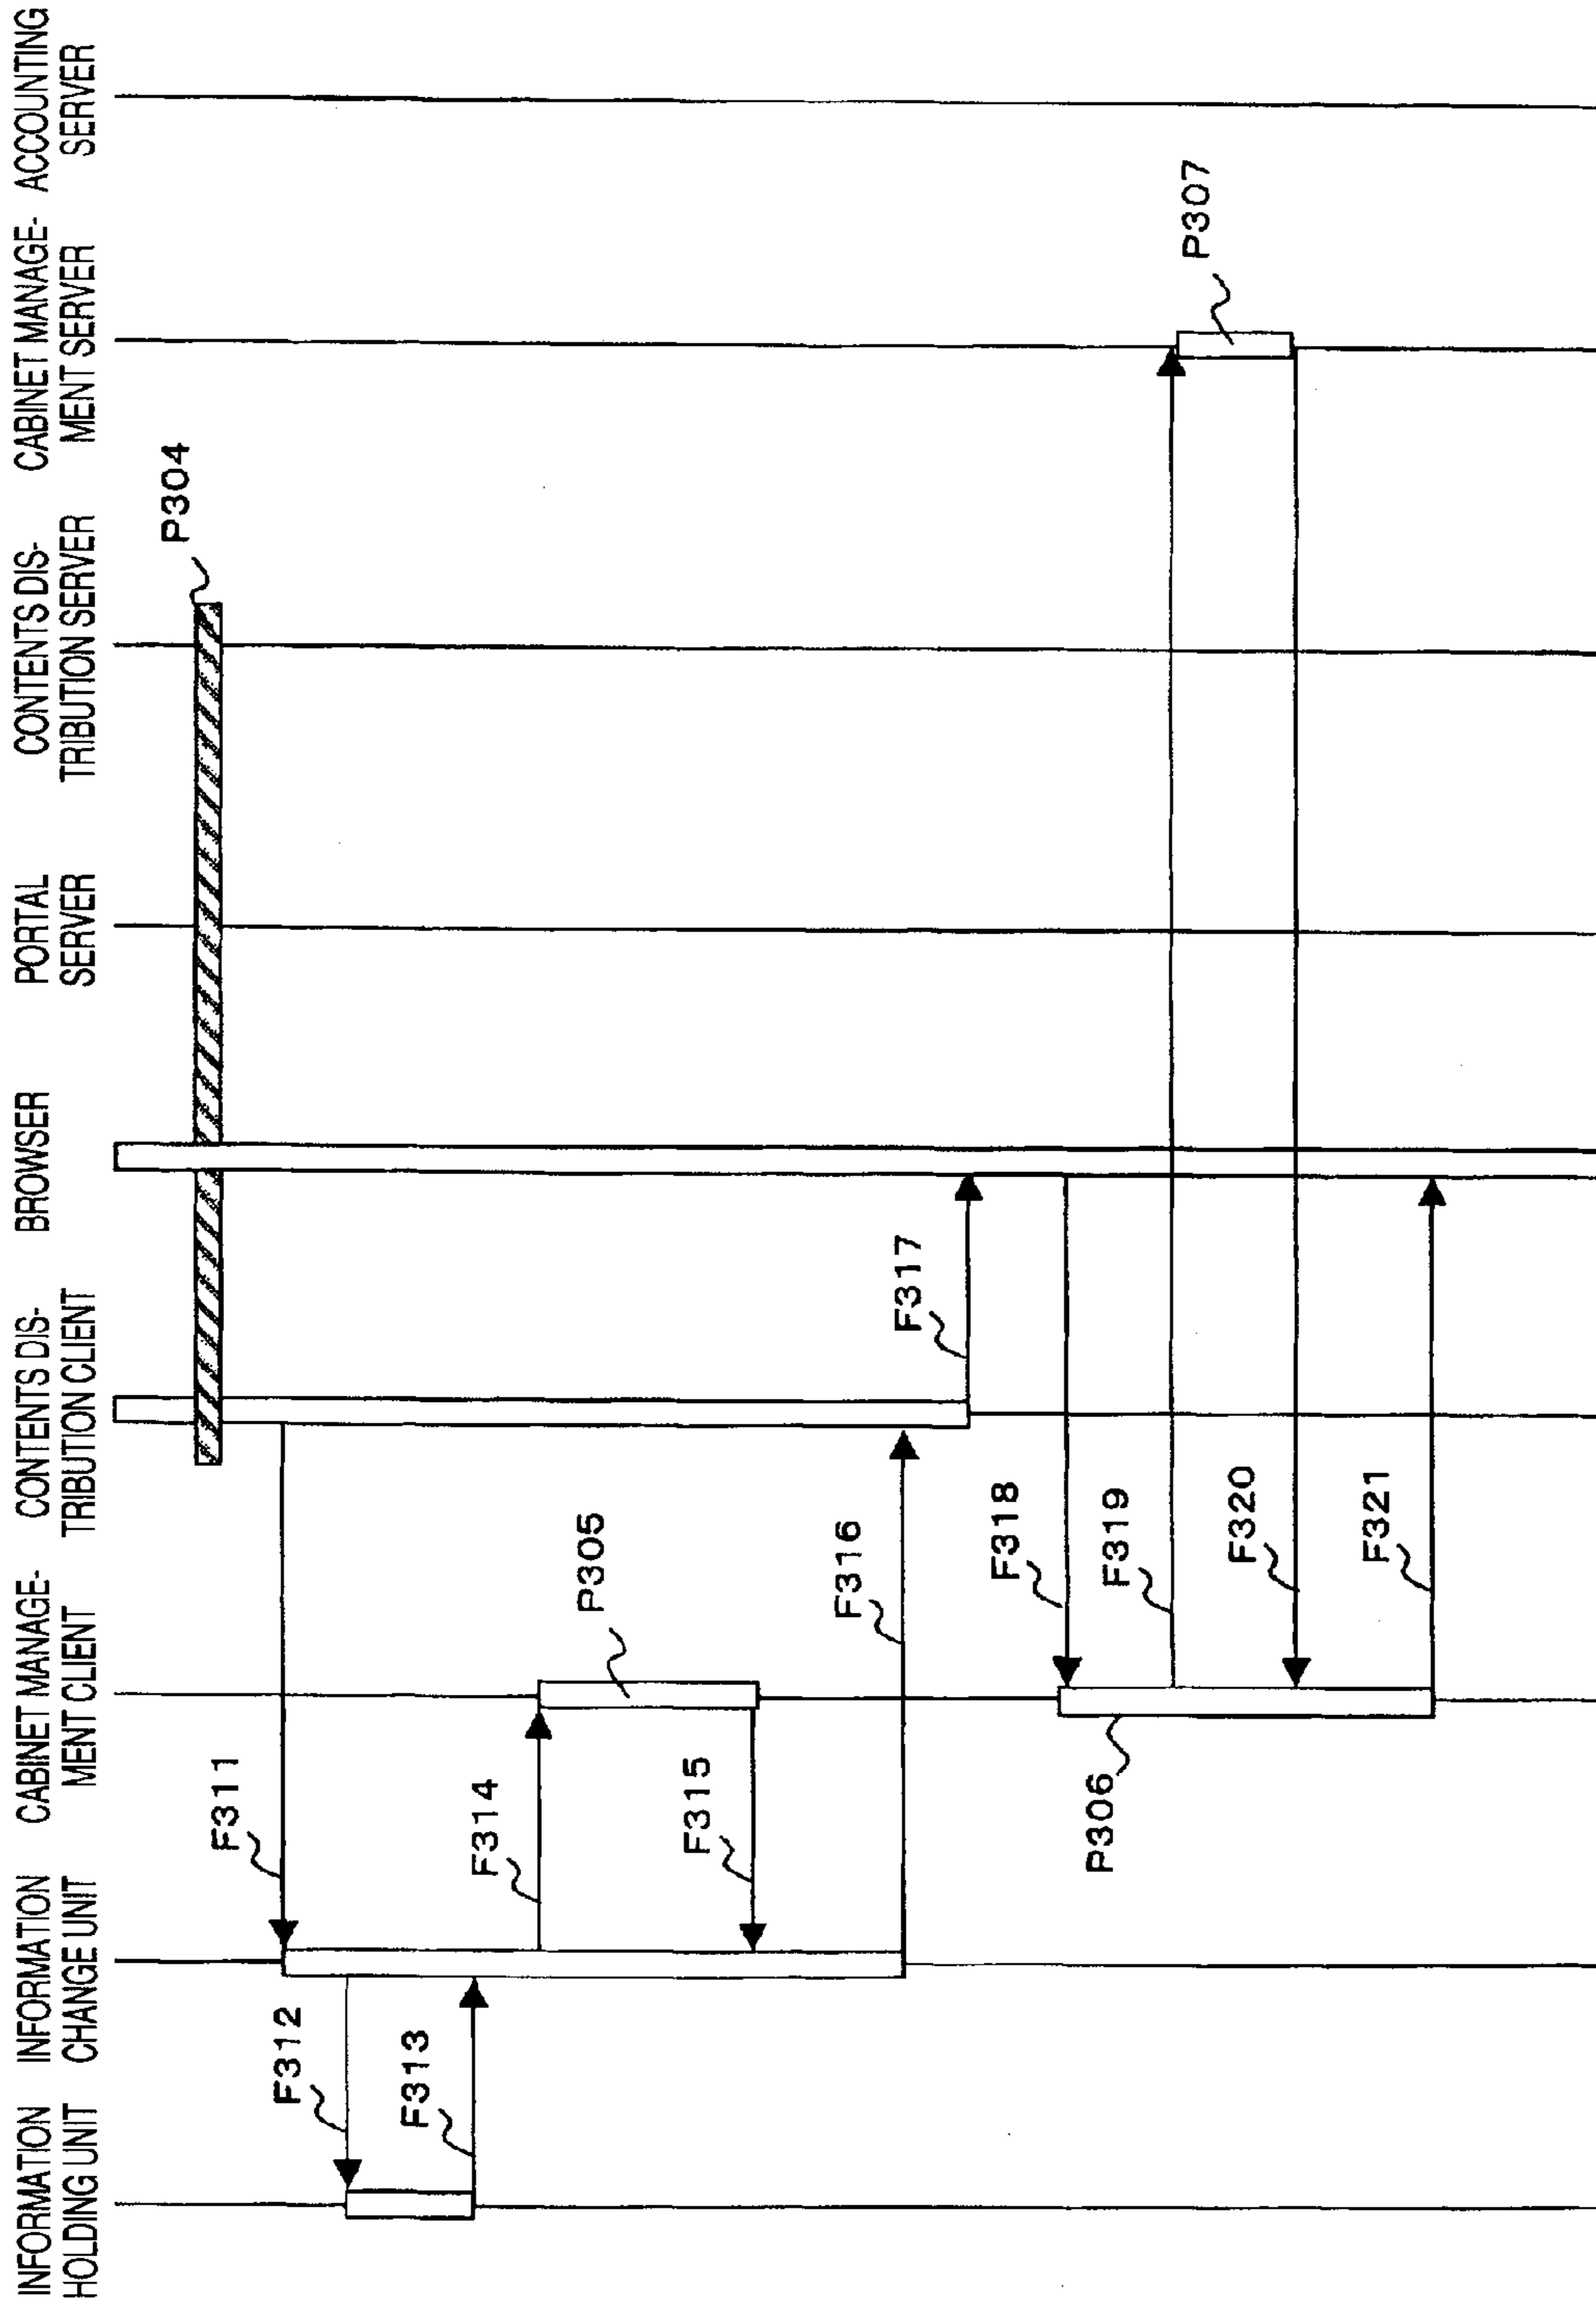 INFORMATION
HOLDING UNIT
INFORMATION
CHANGE UNIT
CABINET MANAGE-
MENT CLIENT
CONTENTS DIS-
TRIBUTION CLIENT
BROWSER
PORTAL
SERVER
CONTENTS DIS-
TRIBUTION SERVER
CABINET MANAGE-
MENT SERVER
ACCOUNTING
SERVER
P304
F311
F312
F313
F314
P305
F315
F316
F317
F318
P306
F319
P307
F320
F321